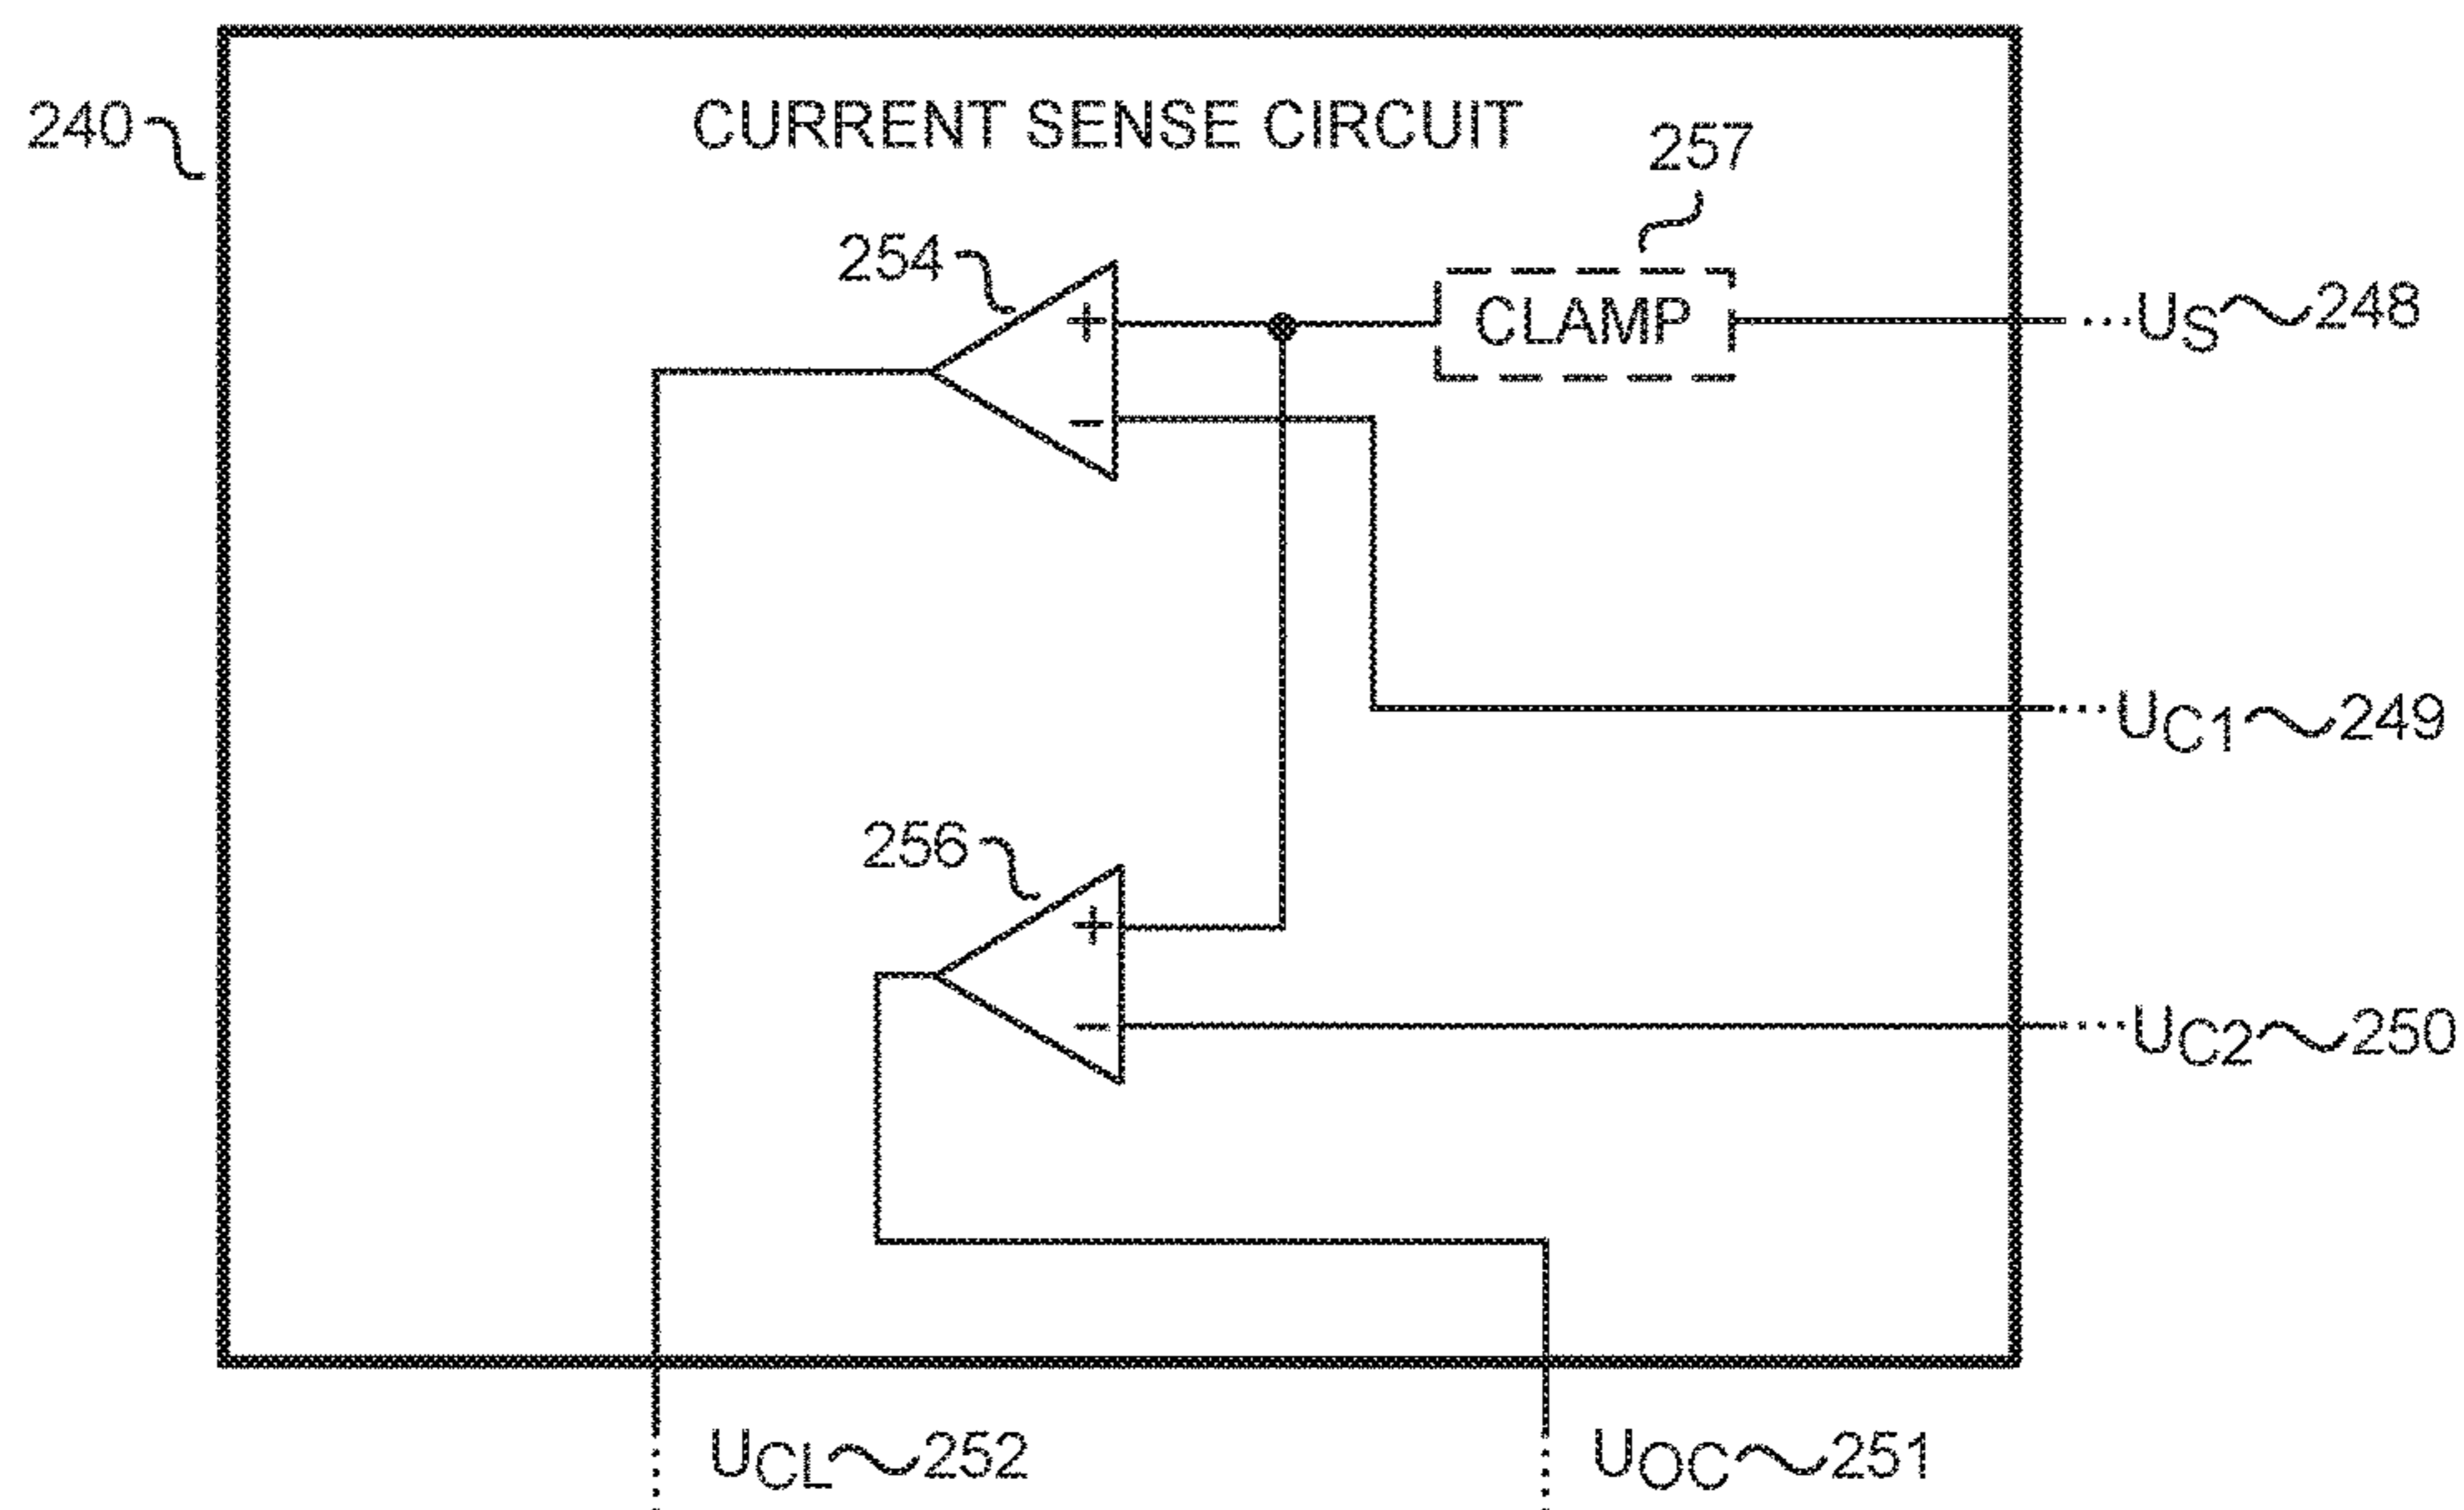 240
CURRENT SENSE CIRCUIT
257
254
+
−
CLAMP
...US 248
...UC1 249
256
+
−
...UC2 250
UCL 252
UOC 251